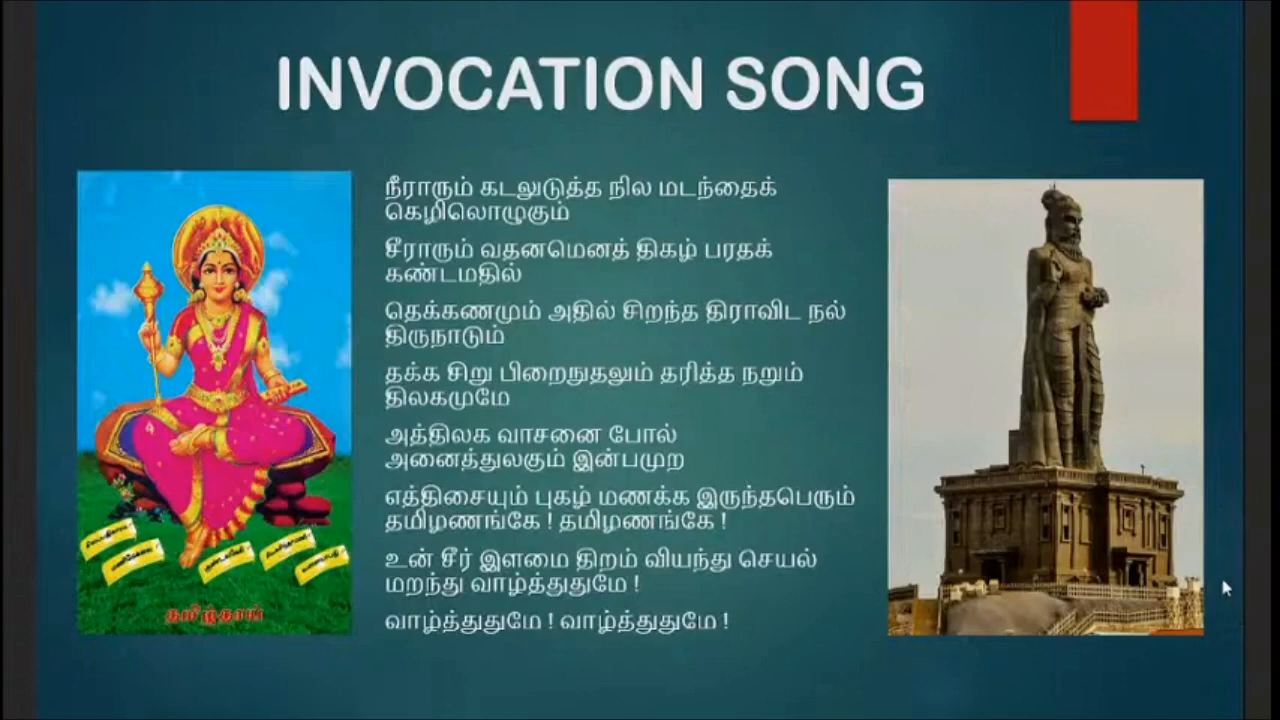 INVOCATION SONG
நீராரும் கடலுடுத்த நில மடந்தைக்
கெழிலொழுகும்
சீராரும் வதனமெனத் திகழ் பரதக்
கண்டமதில்
தெக்கணமும் அதில் சிறந்த திராவிட நல்
திருநாடும்
தக்க சிறு பிறைநுதலும் தரித்த நறும்
திலகமுமே
அத்திலக வாசனை போல்
அனைத்துலகும் இன்பமுற
எத்திசையும் புகழ் மணக்க இருந்தபெரும்
தமிழணங்கே ! தமிழணங்கே !
உன் சீர் இளமை திறம் வியந்து செயல்
மறந்து வாழ்த்துதுமே !
வாழ்த்துதுமே ! வாழ்த்துதுமே !
தமிழ்தாய்